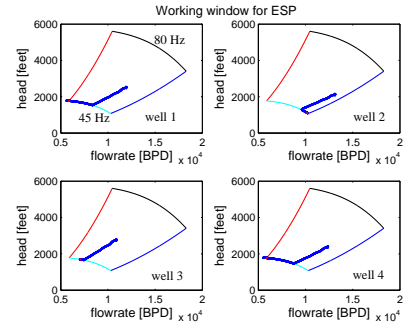 Working window for ESP
6000
4000
2000
0
head [feet]
80 Hz
45 Hz
well 1
0.5 1 1.5 2
flowrate [BPD]
x 10^4
6000
4000
2000
0
head [feet]
well 2
0.5 1 1.5 2
flowrate [BPD]
x 10^4
6000
4000
2000
0
head [feet]
well 3
0.5 1 1.5 2
flowrate [BPD]
x 10^4
6000
4000
2000
0
head [feet]
well 4
0.5 1 1.5 2
flowrate [BPD]
x 10^4